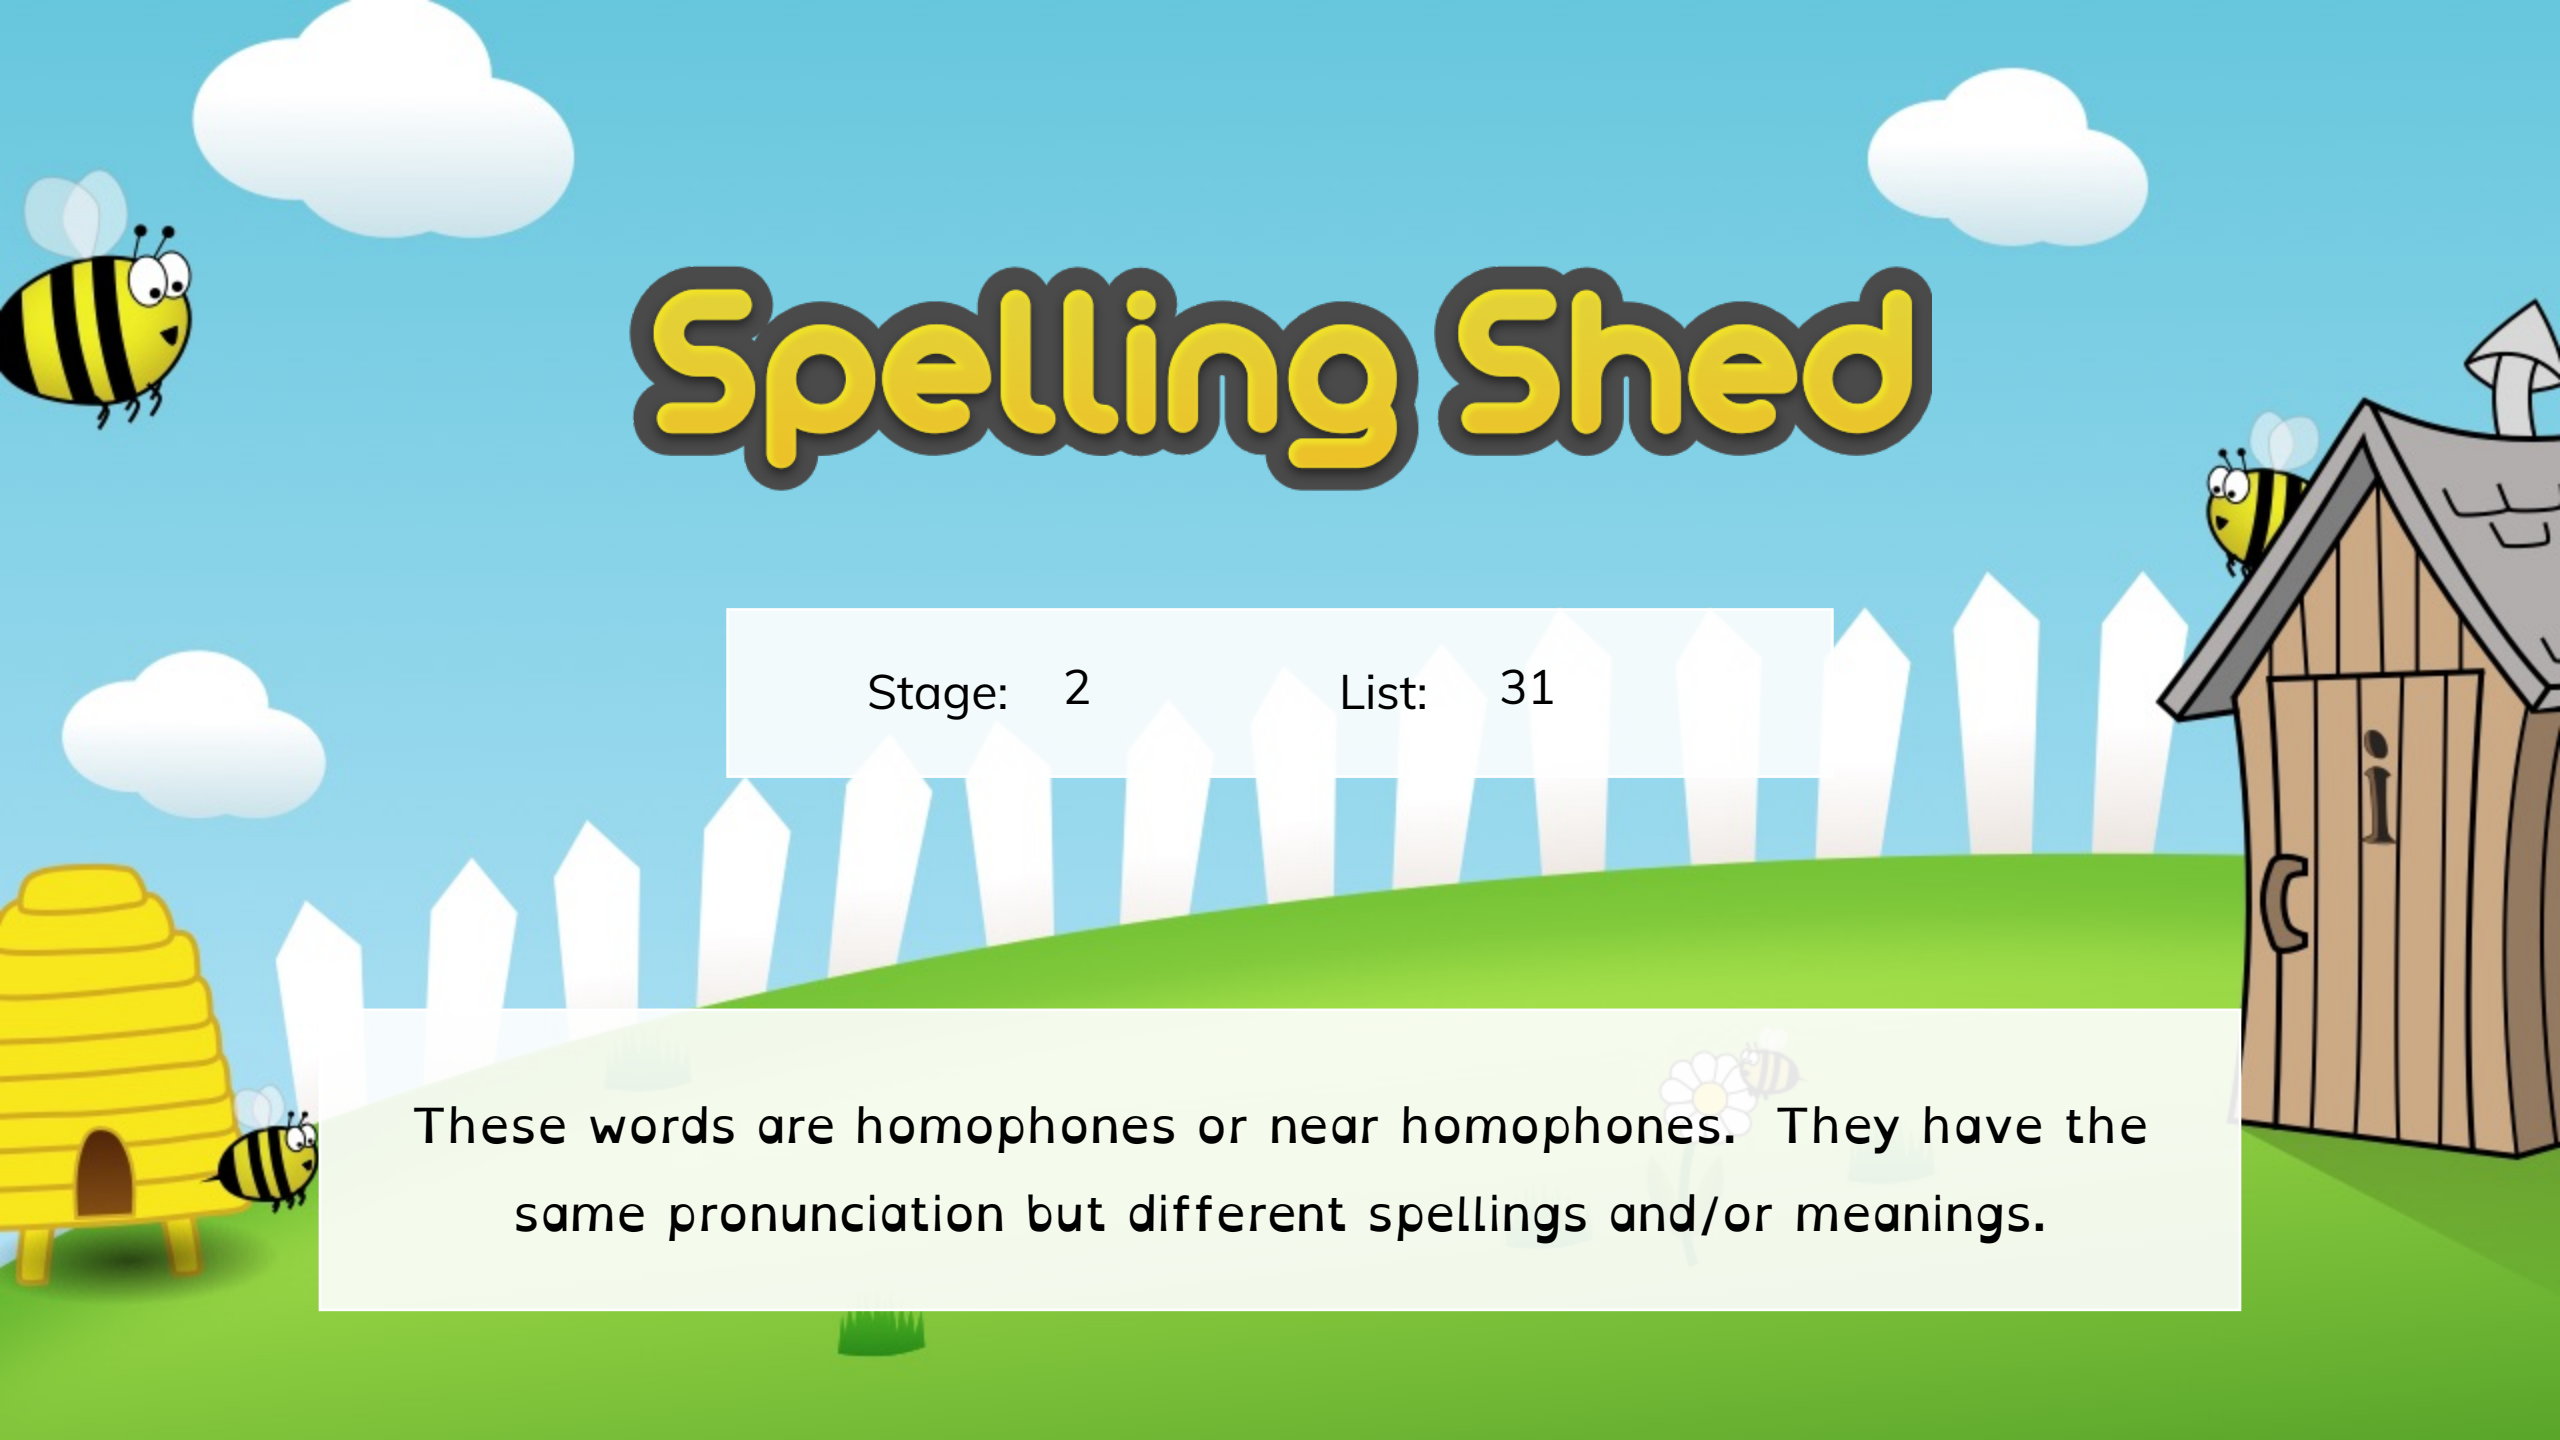 Spelling Shed
Stage: 2 List: 31
i
These words are homophones or near homophones. They have the
same pronunciation but different spellings and/or meanings.